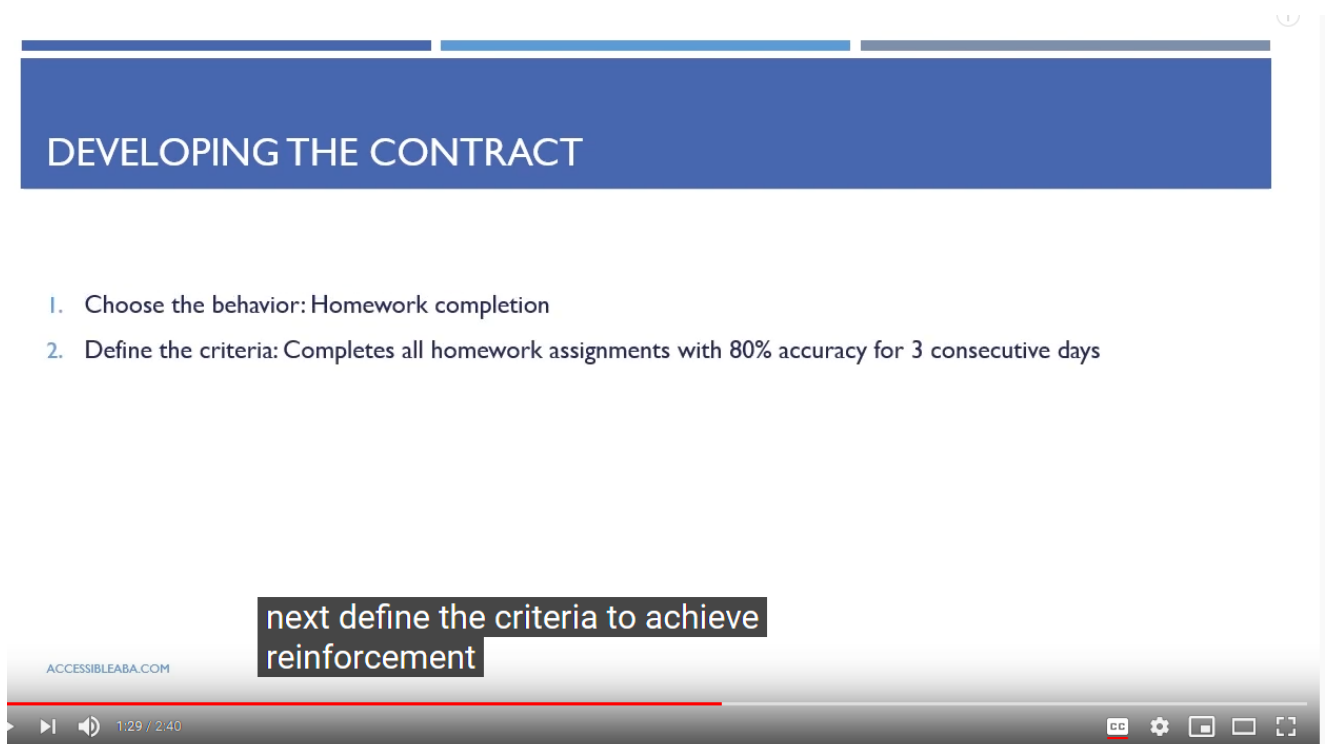 DEVELOPING THE CONTRACT
1. Choose the behavior: Homework completion
2. Define the criteria: Completes all homework assignments with 80% accuracy for 3 consecutive days
next define the criteria to achieve
reinforcement
ACCESSIBLEABA.COM
1:29 / 2:40
CC